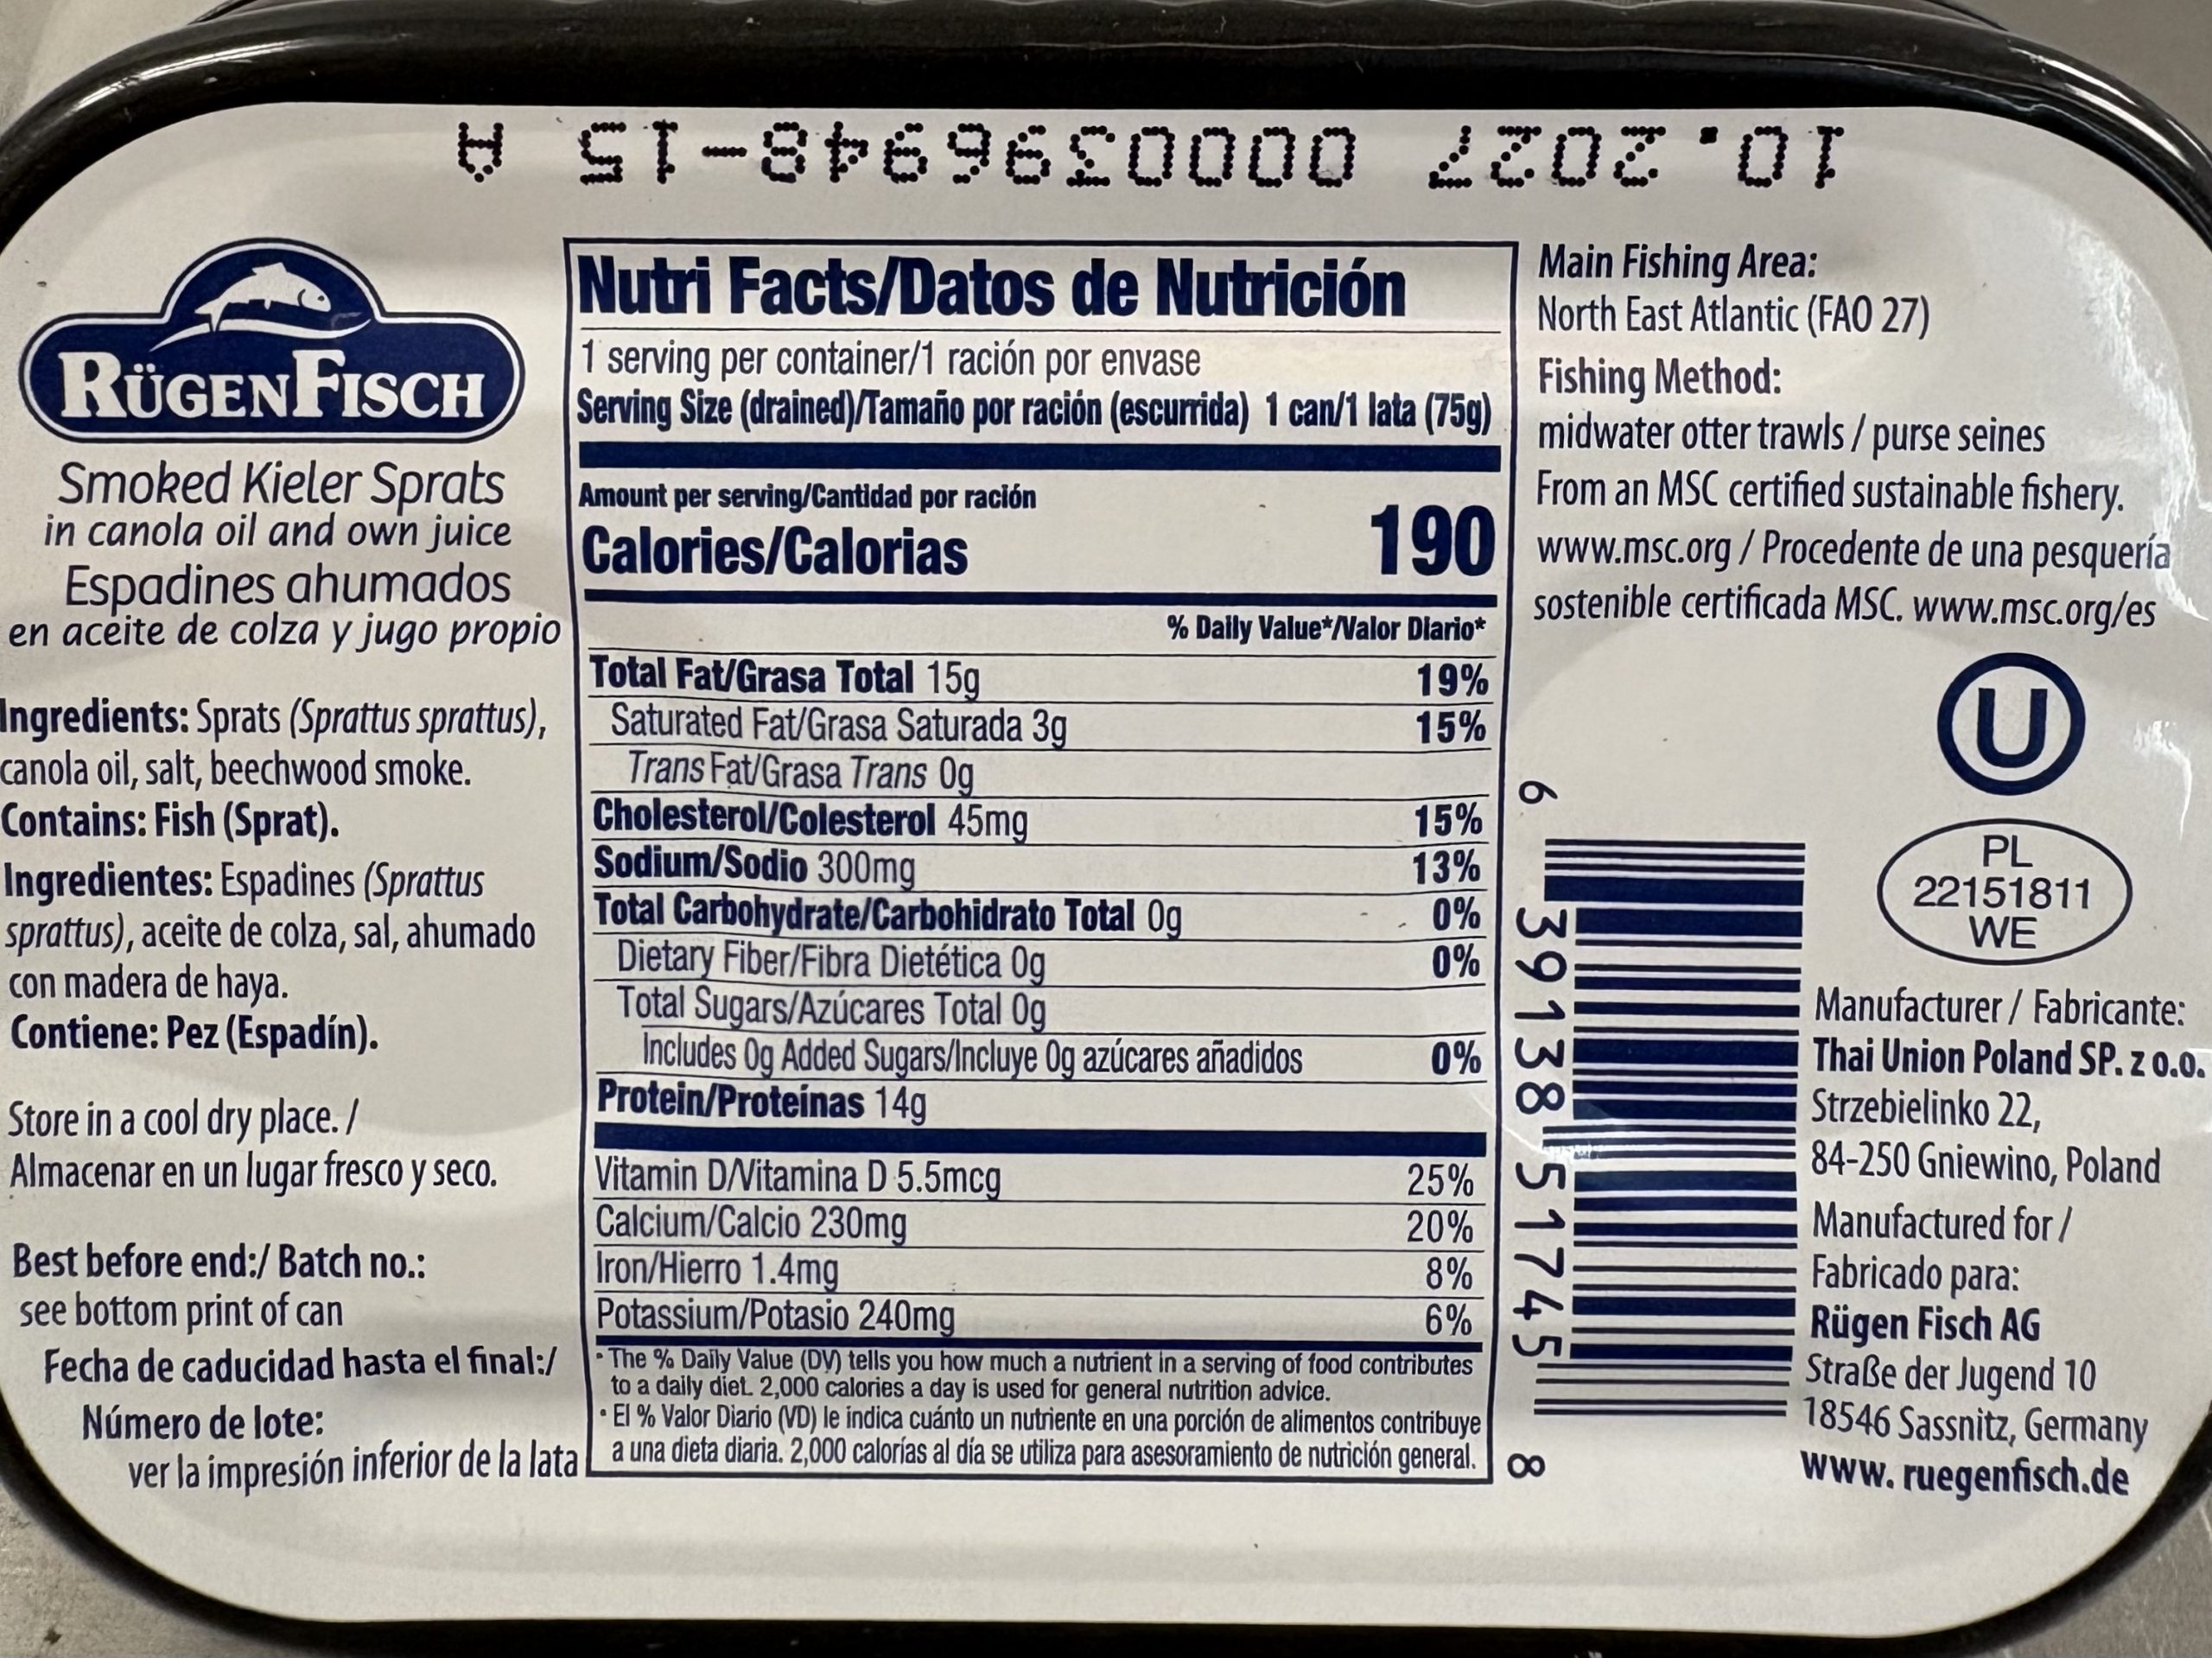 10.2027 0000396948-15 A
RÜGEN FISCH
Smoked Kieler Sprats
in canola oil and own juice
Espadines ahumados
en aceite de colza y jugo propio
Ingredients: Sprats (Sprattus sprattus),
canola oil, salt, beechwood smoke.
Contains: Fish (Sprat).
Ingredientes: Espadines (Sprattus
sprattus), aceite de colza, sal, ahumado
con madera de haya.
Contiene: Pez (Espadín).
Store in a cool dry place. /
Almacenar en un lugar fresco y seco.
Best before end:/ Batch no.:
see bottom print of can
Fecha de caducidad hasta el final:/
Número de lote:
ver la impresión inferior de la lata
Nutri Facts/Datos de Nutrición
1 serving per container/1 ración por envase
Serving Size (drained)/Tamaño por ración (escurrida) 1 can/1 lata (75g)
Amount per serving/Cantidad por ración
Calories/Calorias 190
% Daily Value*/Valor Diario*
Total Fat/Grasa Total 15g 19%
Saturated Fat/Grasa Saturada 3g 15%
Trans Fat/Grasa Trans 0g
Cholesterol/Colesterol 45mg 15%
Sodium/Sodio 300mg 13%
Total Carbohydrate/Carbohidrato Total 0g 0%
Dietary Fiber/Fibra Dietética 0g 0%
Total Sugars/Azúcares Total 0g
Includes 0g Added Sugars/Incluye 0g azúcares añadidos 0%
Protein/Proteínas 14g
Vitamin D/Vitamina D 5.5mcg 25%
Calcium/Calcio 230mg 20%
Iron/Hierro 1.4mg 8%
Potassium/Potasio 240mg 6%
• The % Daily Value (DV) tells you how much a nutrient in a serving of food contributes
to a daily diet. 2,000 calories a day is used for general nutrition advice.
• El % Valor Diario (VD) le indica cuánto un nutriente en una porción de alimentos contribuye
a una dieta diaria. 2,000 calorías al día se utiliza para asesoramiento de nutrición general.
Main Fishing Area:
North East Atlantic (FAO 27)
Fishing Method:
midwater otter trawls / purse seines
From an MSC certified sustainable fishery.
www.msc.org / Procedente de una pesquería
sostenible certificada MSC. www.msc.org/es
U
PL
22151811
WE
6 39138 51745 8
Manufacturer / Fabricante:
Thai Union Poland SP. z o.o.
Strzebielinko 22,
84-250 Gniewino, Poland
Manufactured for /
Fabricado para:
Rügen Fisch AG
Straße der Jugend 10
18546 Sassnitz, Germany
www. ruegenfisch.de